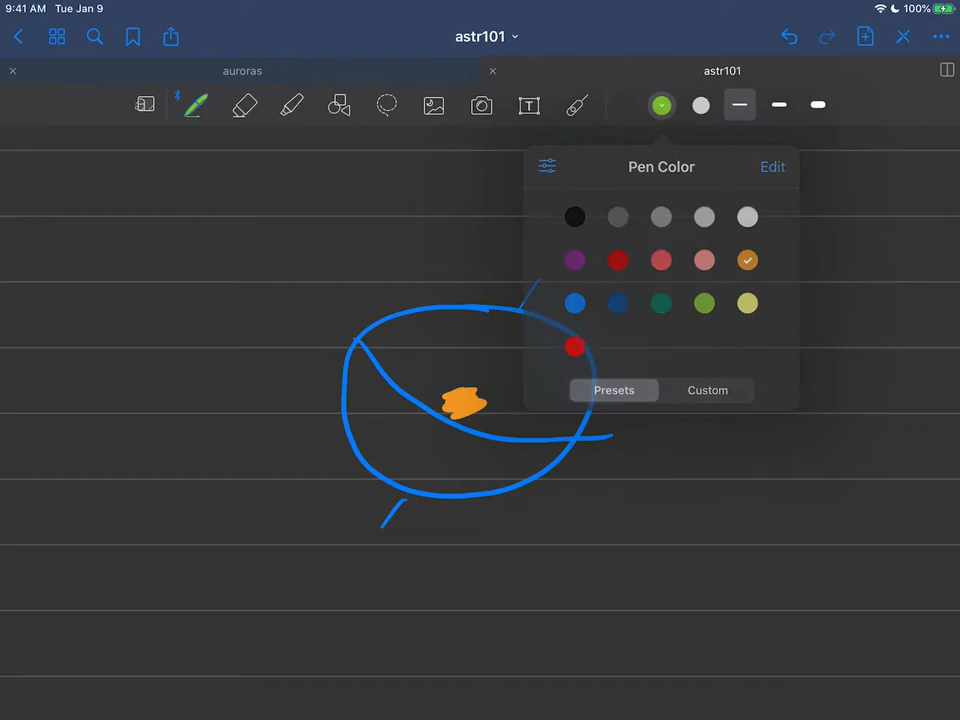 9:41 AM Tue Jan 9 100%
astr101
auroras astr101
T
Pen Color Edit
Presets Custom